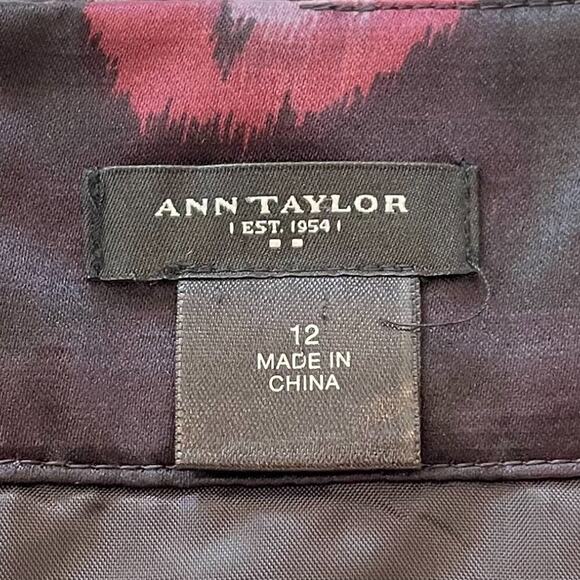 ANN TAYLOR
EST. 1954
12
MADE IN
CHINA